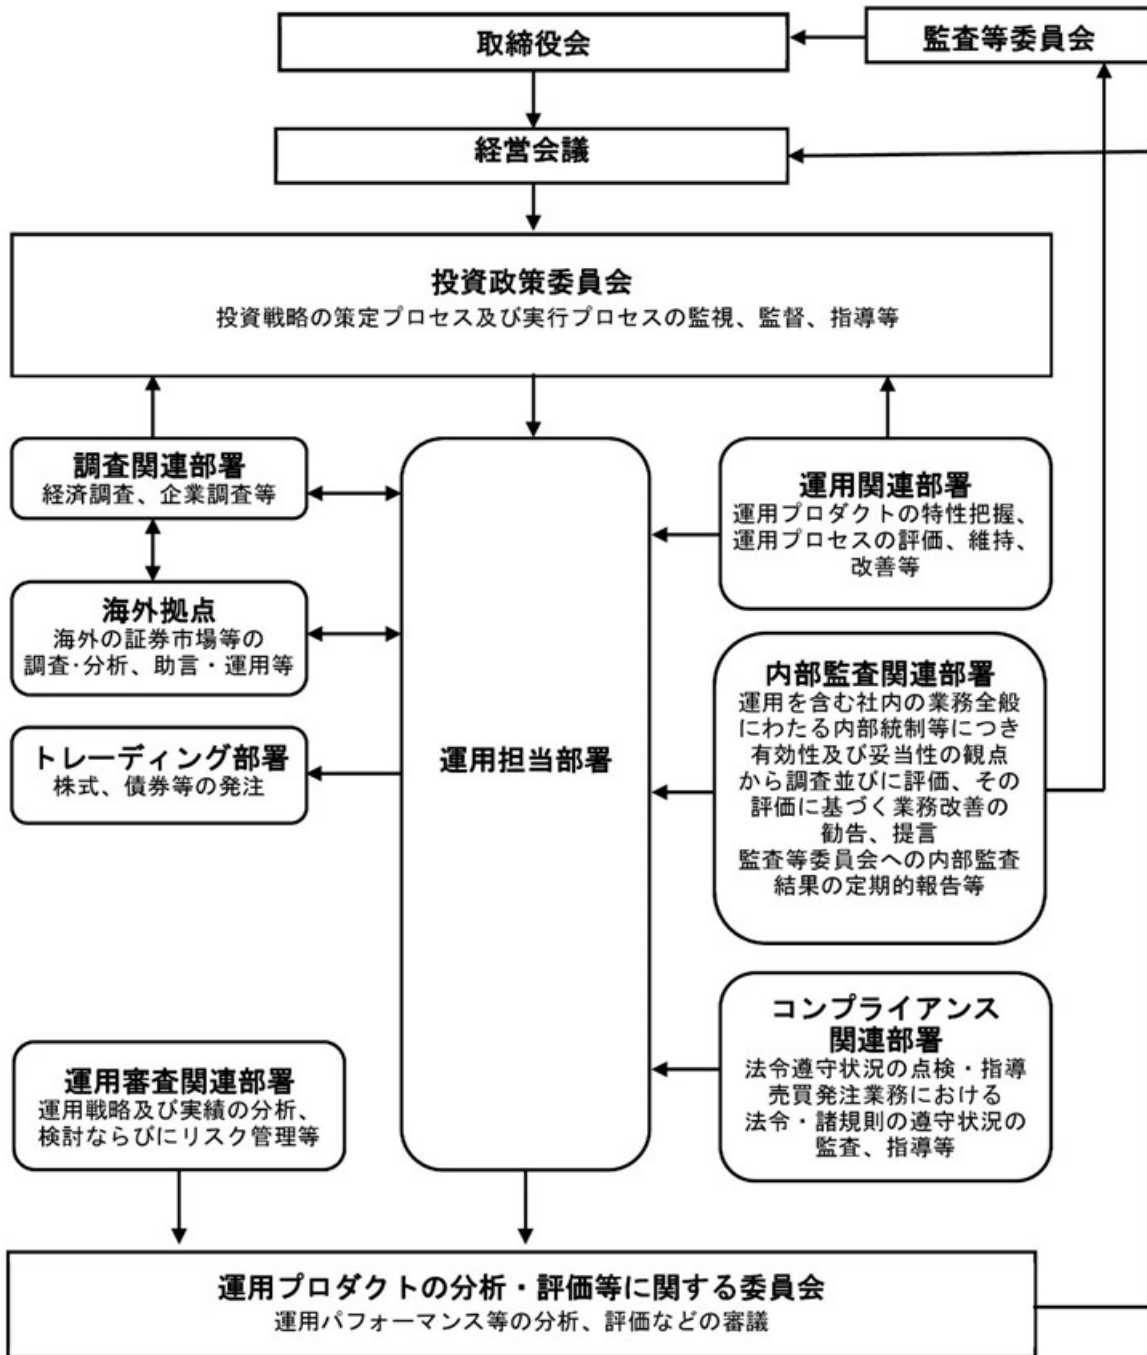 取締役会
監査等委員会
経営会議
投資政策委員会
投資戦略の策定プロセス及び実行プロセスの監視、監督、指導等
調査関連部署
経済調査、企業調査等
海外拠点
海外の証券市場等の
調査･分析、助言・運用等
トレーディング部署
株式、債券等の発注
運用担当部署
運用関連部署
運用プロダクトの特性把握、
運用プロセスの評価、維持、
改善等
内部監査関連部署
運用を含む社内の業務全般
にわたる内部統制等につき
有効性及び妥当性の観点
から調査並びに評価、その
評価に基づく業務改善の
勧告、提言
監査等委員会への内部監査
結果の定期的報告等
コンプライアンス
関連部署
法令遵守状況の点検・指導
売買発注業務における
法令・諸規則の遵守状況の
監査、指導等
運用審査関連部署
運用戦略及び実績の分析、
検討ならびにリスク管理等
運用プロダクトの分析・評価等に関する委員会
運用パフォーマンス等の分析、評価などの審議